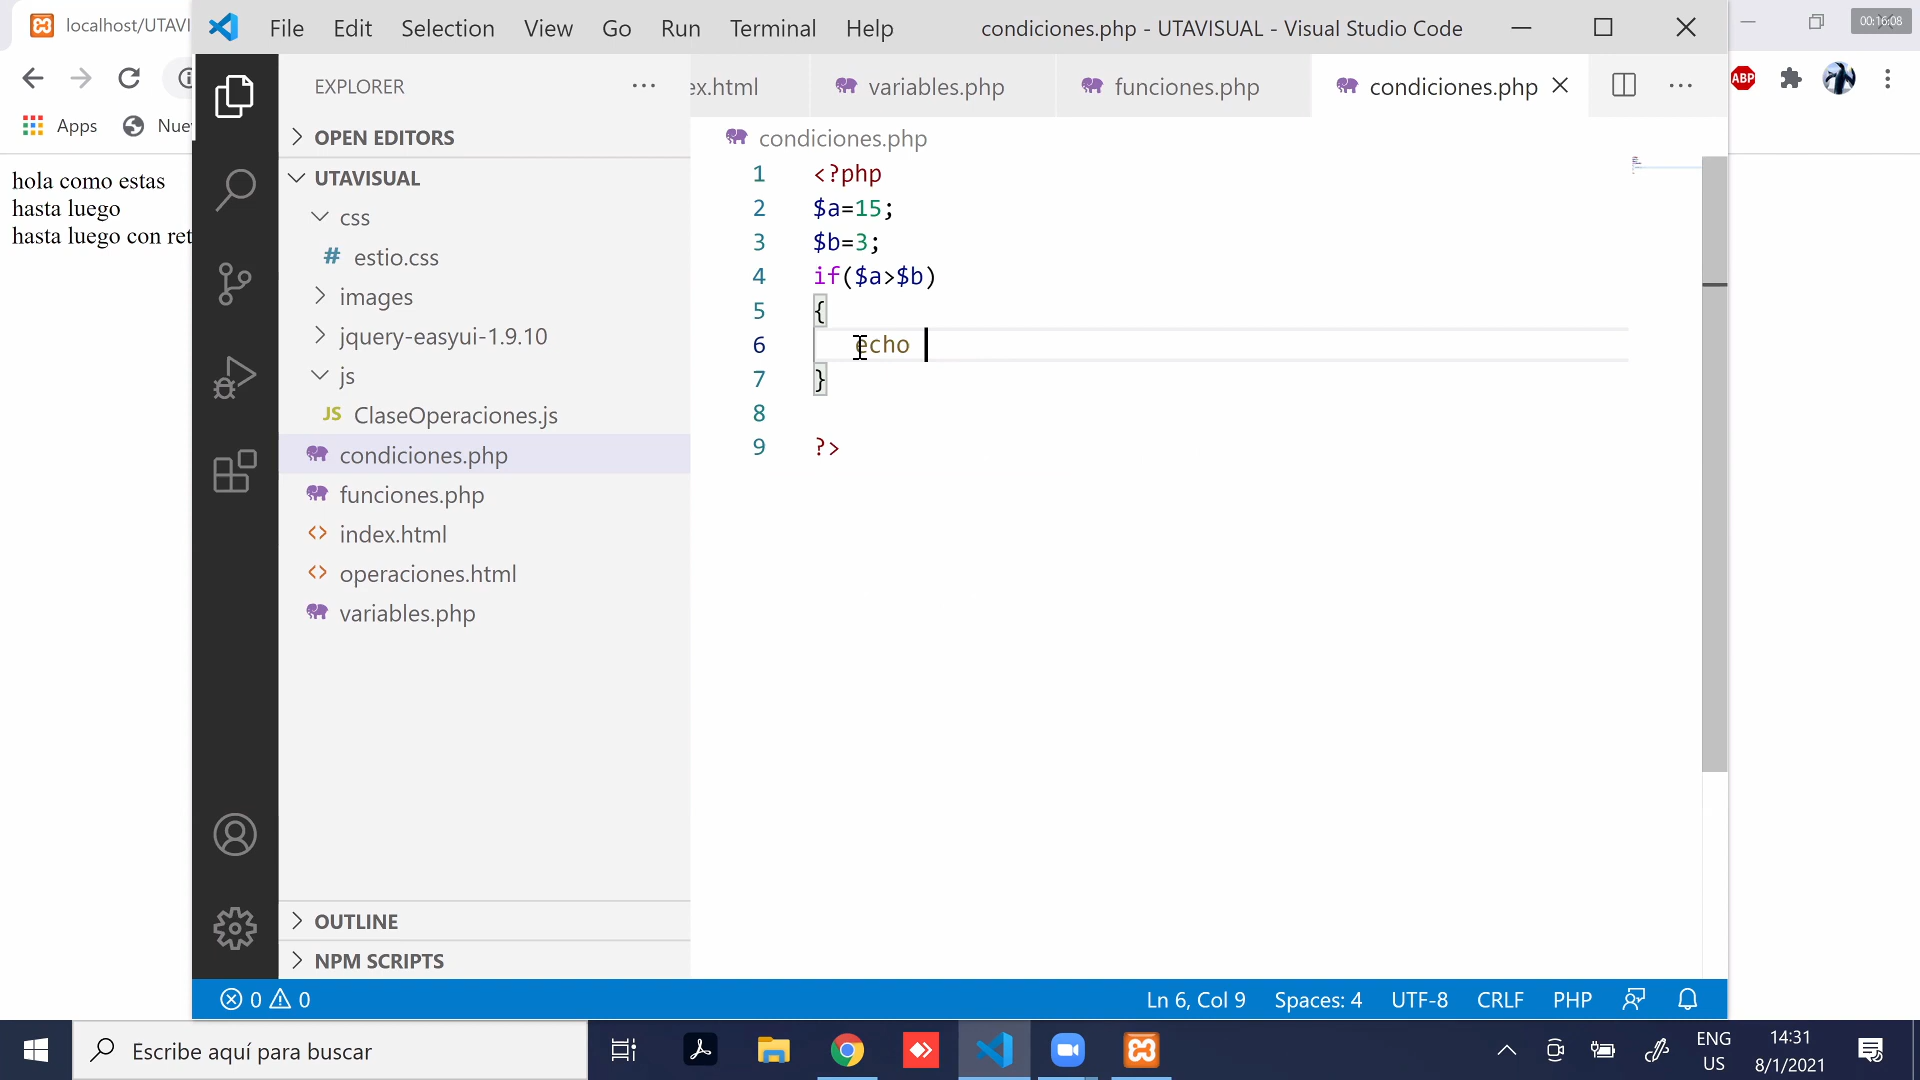 localhost/UTAVI
File Edit Selection View Go Run Terminal Help
condiciones.php - UTAVISUAL - Visual Studio Code
00:16:08
EXPLORER
ex.html variables.php funciones.php condiciones.php
ABP
Apps Nue
OPEN EDITORS
condiciones.php
UTAVISUAL
css
# estio.css
images
jquery-easyui-1.9.10
js
JS ClaseOperaciones.js
condiciones.php
funciones.php
<> index.html
<> operaciones.html
variables.php
OUTLINE
NPM SCRIPTS
hola como estas
hasta luego
hasta luego con ret
1 <?php
2 $a=15;
3 $b=3;
4 if($a>$b)
5 {
6 echo
7 }
8
9 ?>
0 0
Ln 6, Col 9 Spaces: 4 UTF-8 CRLF PHP
Escribe aquí para buscar
ENG
US
14:31
8/1/2021